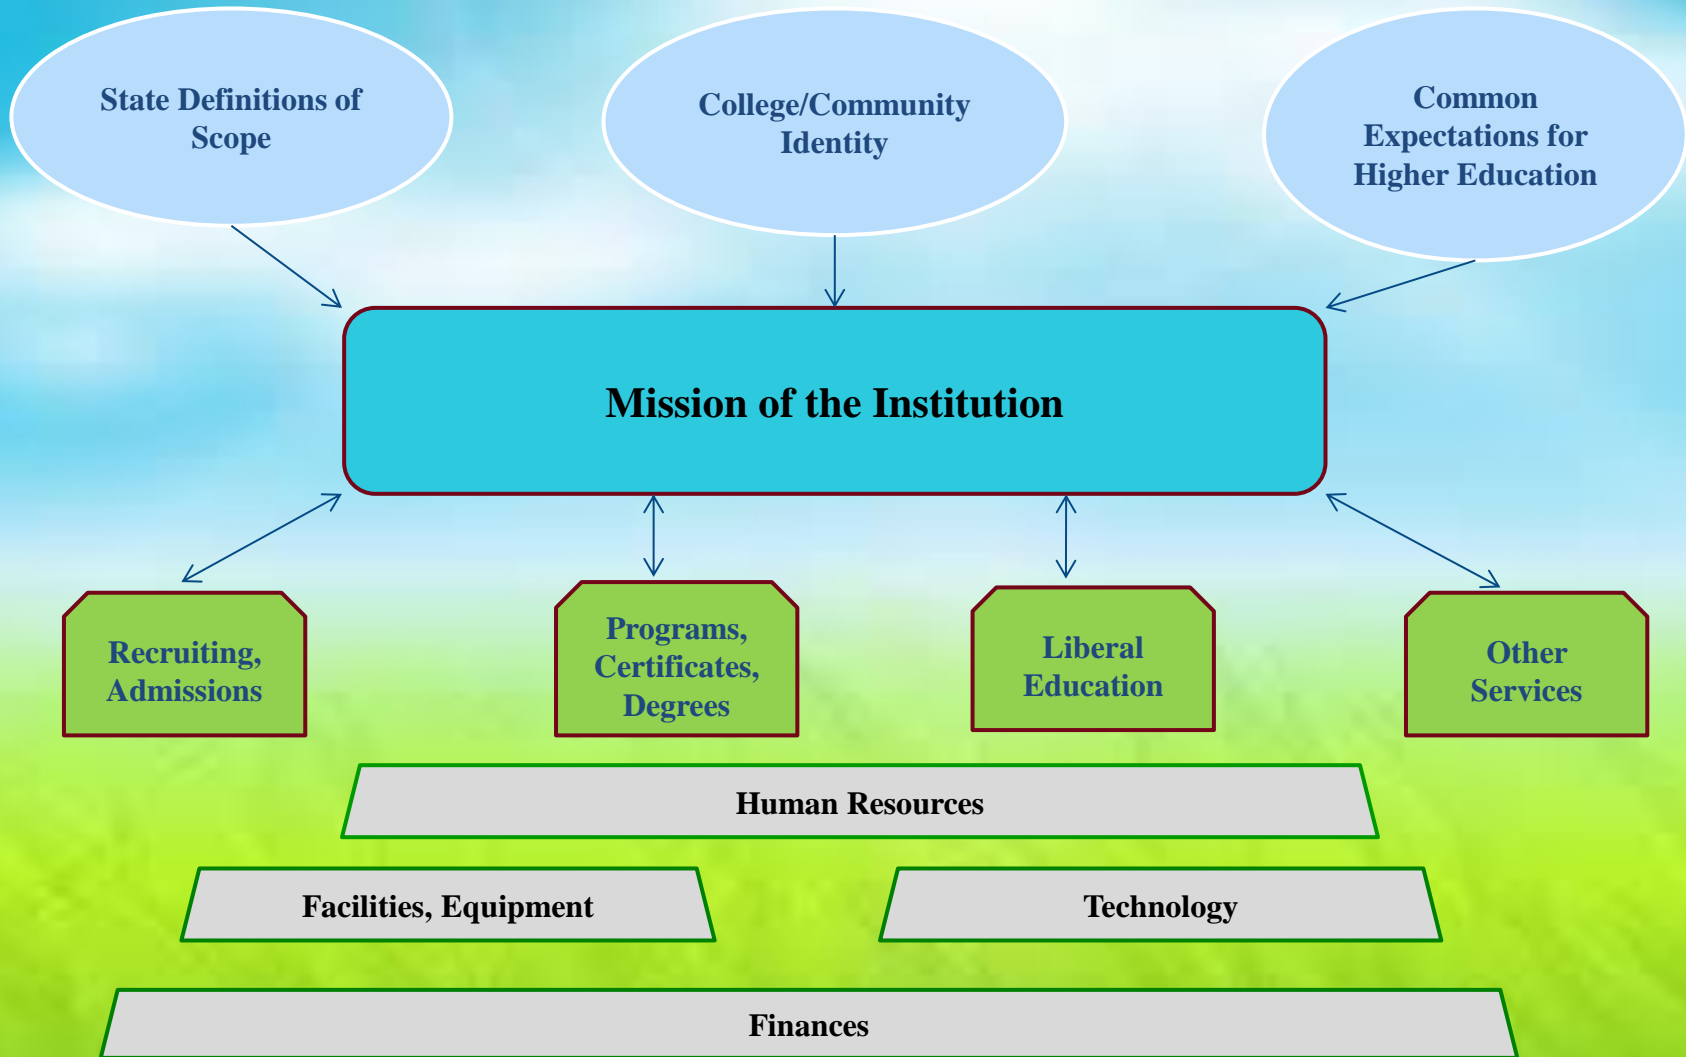 State Definitions of
Scope
College/Community
Identity
Common
Expectations for
Higher Education
Mission of the Institution
Recruiting,
Admissions
Programs,
Certificates,
Degrees
Liberal
Education
Other
Services
Human Resources
Facilities, Equipment
Technology
Finances